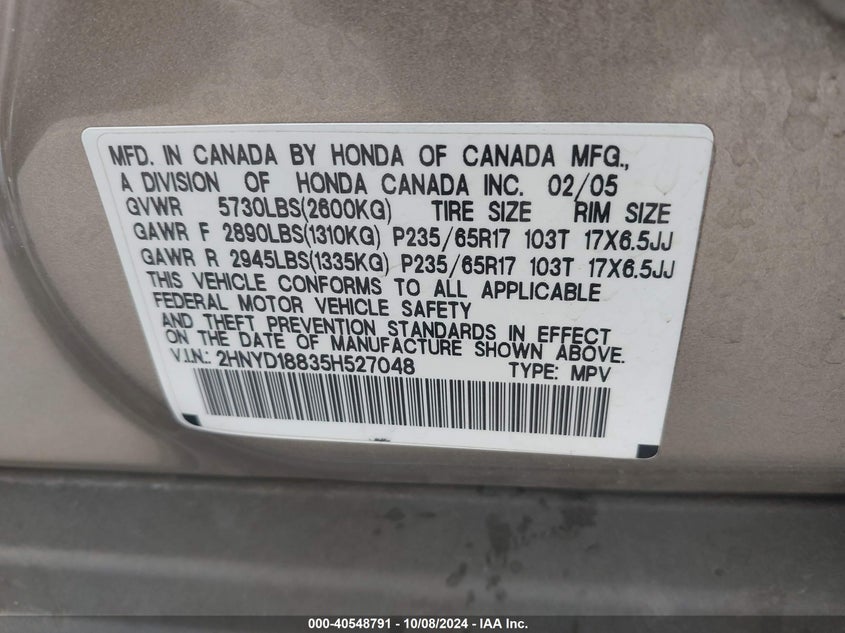 MFD. IN CANADA BY HONDA OF CANADA MFG.,
A DIVISION OF HONDA CANADA INC. 02/05
GVWR 5730LBS(2600KG) TIRE SIZE RIM SIZE
GAWR F 2890LBS(1310KG) P235/65R17 103T 17X6.5JJ
GAWR R 2945LBS(1335KG) P235/65R17 103T 17X6.5JJ
THIS VEHICLE CONFORMS TO ALL APPLICABLE
FEDERAL MOTOR VEHICLE SAFETY
AND THEFT PREVENTION STANDARDS IN EFFECT
ON THE DATE OF MANUFACTURE SHOWN ABOVE.
V.I.N.: 2HNYD18835H527048 TYPE: MPV
000-40548791 - 10/08/2024 - IAA Inc.